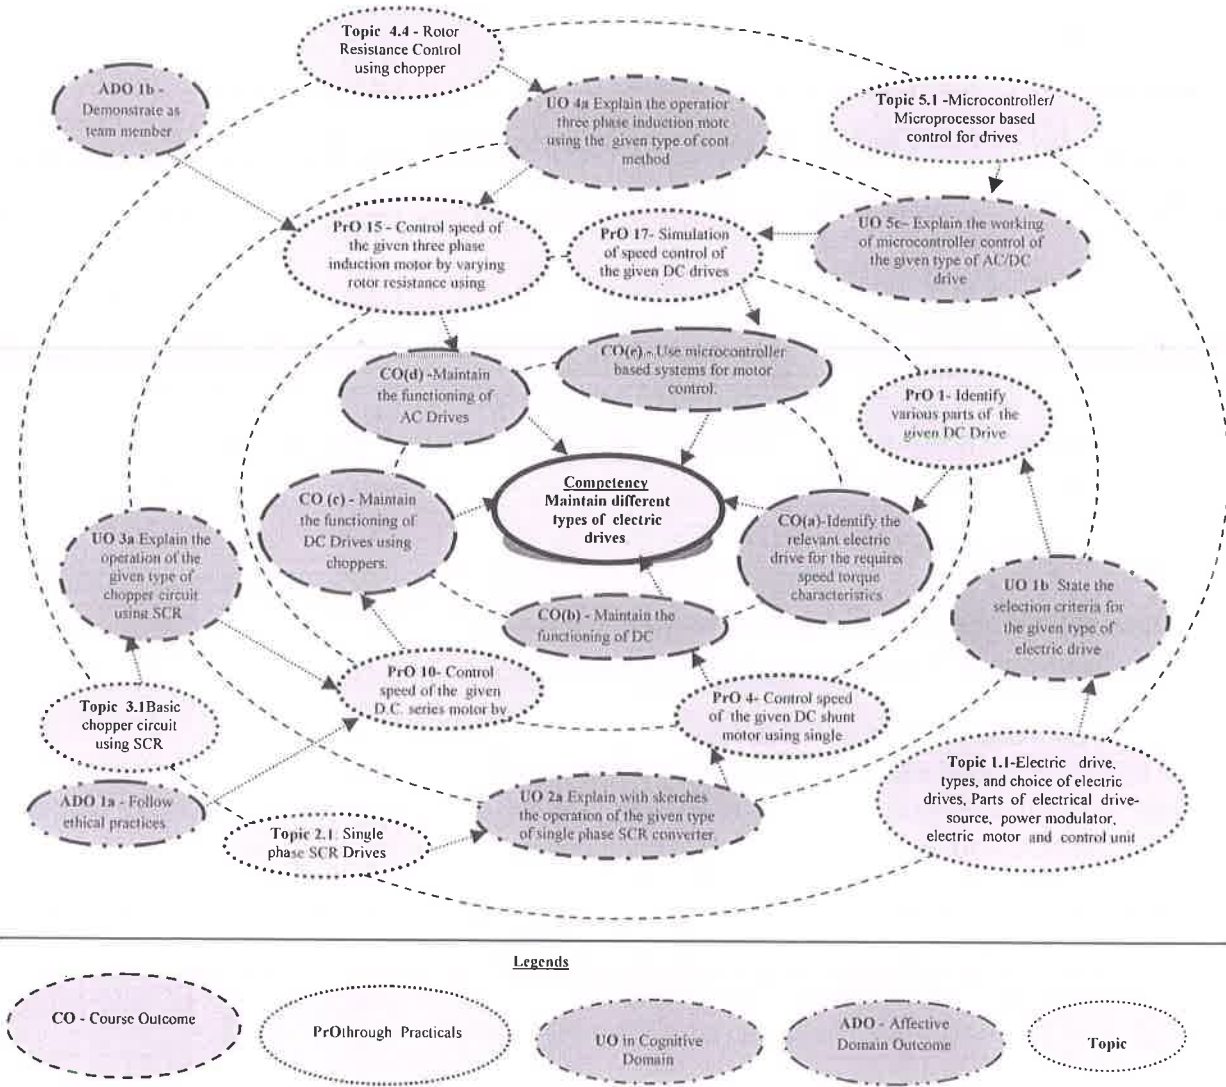 Topic 4.4 - Rotor
Resistance Control
using chopper
ADO 1b -
Demonstrate as
team member
UO 4a Explain the operation
three phase induction moto
using the given type of cont
method
Topic 5.1 -Microcontroller/
Microprocessor based
control for drives
PrO 15 - Control speed of
the given three phase
induction motor by varying
rotor resistance using
PrO 17- Simulation
of speed control of
the given DC drives
UO 5c– Explain the working
of microcontroller control of
the given type of AC/DC
drive
CO(d) -Maintain
the functioning of
AC Drives
CO(e) - Use microcontroller
based systems for motor
control.
PrO 1- Identify
various parts of the
given DC Drive
CO (c) - Maintain
the functioning of
DC Drives using
choppers.
Competency
Maintain different
types of electric
drives
CO(a)-Identify the
relevant electric
drive for the require
speed torque
characteristics
UO 3a Explain the
operation of the
given type of
chopper circuit
using SCR
CO(b) - Maintain the
functioning of DC
UO 1b State the
selection criteria for
the given type of
electric drive
PrO 10- Control
speed of the given
D.C. series motor by
PrO 4- Control speed
of the given DC shunt
motor using single
Topic 3.1Basic
chopper circuit
using SCR
Topic 1.1-Electric drive,
types, and choice of electric
drives, Parts of electrical drive-
source, power modulator,
electric motor and control unit
ADO 1a - Follow
ethical practices
UO 2a Explain with sketches
the operation of the given type
of single phase SCR converter.
Topic 2.1 Single
phase SCR Drives
Legends
CO - Course Outcome
PrOthrough Practicals
UO in Cognitive
Domain
ADO - Affective
Domain Outcome
Topic